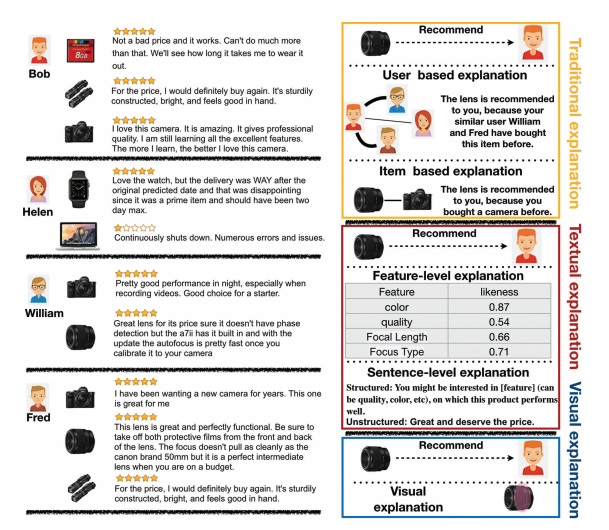 Bob
8GB
Not a bad price and it works. Can't do much more
than that. We'll see how long it takes me to wear it
out.
For the price, I would definitely buy again. It's sturdily
constructed, bright, and feels good in hand.
I love this camera. It is amazing. It gives professional
quality. I am still learning all the excellent features.
The more I learn, the better I love this camera.
Helen
Love the watch, but the delivery was WAY after the
original predicted date and that was disappointing
since it was a prime item and should have been two
day max.
Continuously shuts down. Numerous errors and issues.
William
Pretty good performance in night, especially when
recording videos. Good choice for a starter.
Great lens for its price sure it doesn't have phase
detection but the a7ii has it built in and with the
update the autofocus is pretty fast once you
calibrate it to your camera
Fred
I have been wanting a new camera for years. This one
is great for me
This lens is great and perfectly functional. Be sure to
take off both protective films from the front and back
of the lens. The focus doesn't pull as cleanly as the
canon brand 50mm but it is a perfect intermediate
lens when you are on a budget.
For the price, I would definitely buy again. It's sturdily
constructed, bright, and feels good in hand.
Recommend
User based explanation
The lens is recommended
to you, because your
similar user William
and Fred have bought
this item before.
Item based explanation
The lens is recommended
to you, because you
bought a camera before.
Traditional explanation
Recommend
Feature-level explanation
Feature likeness
color 0.87
quality 0.54
Focal Length 0.66
Focus Type 0.71
Sentence-level explanation
Structured: You might be interested in [feature] (can
be quality, color, etc), on which this product performs
well.
Unstructured: Great and deserve the price.
Textual explanation
Recommend
Visual
explanation
Visual explanation